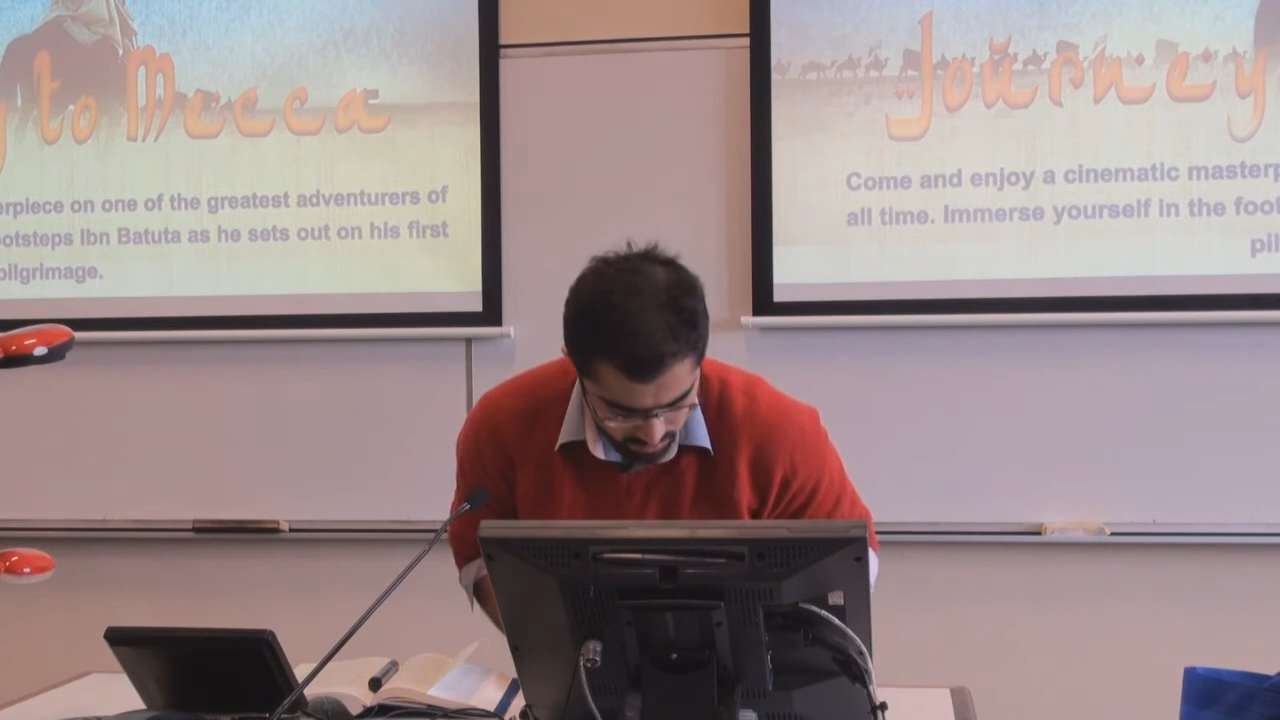 to Mecca
erpiece on one of the greatest adventurers of
ootsteps Ibn Batuta as he sets out on his first
pilgrimage.
Journey
Come and enjoy a cinematic masterp
all time. Immerse yourself in the foot
pil